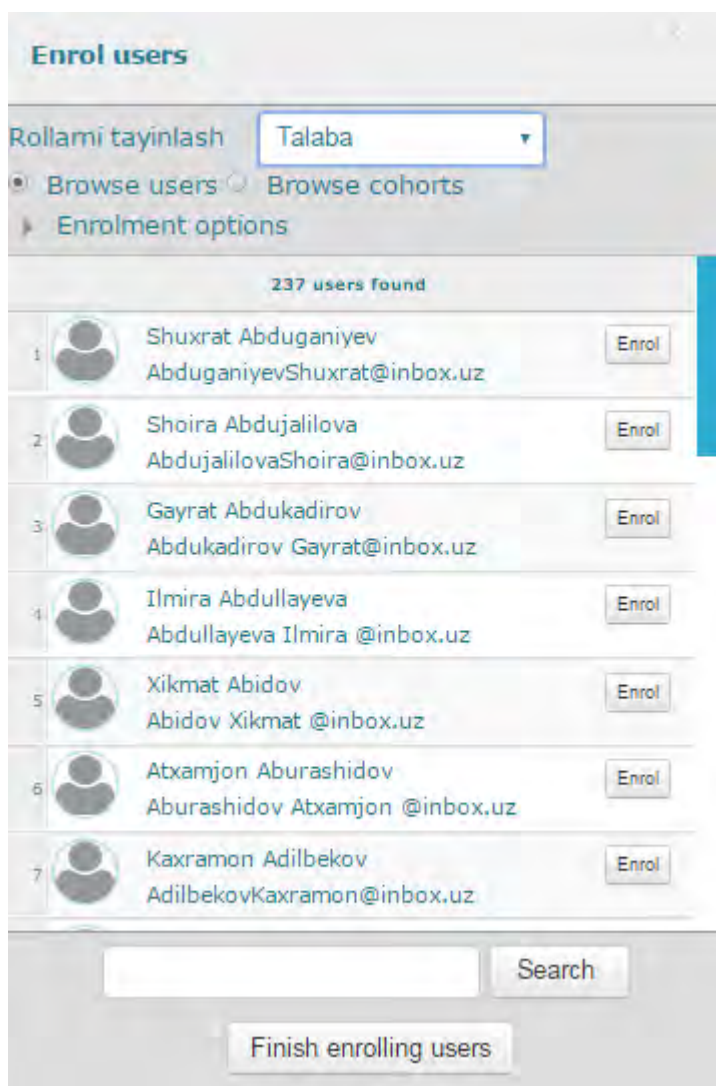 Enrol users
Rollarni tayinlash Talaba
Browse users Browse cohorts
Enrolment options
237 users found
1 Shuxrat Abduganiyev Enrol
AbduganiyevShuxrat@inbox.uz
2 Shoira Abdujalilova Enrol
AbdujalilovaShoira@inbox.uz
3 Gayrat Abdukadirov Enrol
Abdukadirov Gayrat@inbox.uz
4 Ilmira Abdullayeva Enrol
Abdullayeva Ilmira @inbox.uz
5 Xikmat Abidov Enrol
Abidov Xikmat @inbox.uz
6 Atxamjon Aburashidov Enrol
Aburashidov Atxamjon @inbox.uz
7 Kaxramon Adilbekov Enrol
AdilbekovKaxramon@inbox.uz
Search
Finish enrolling users